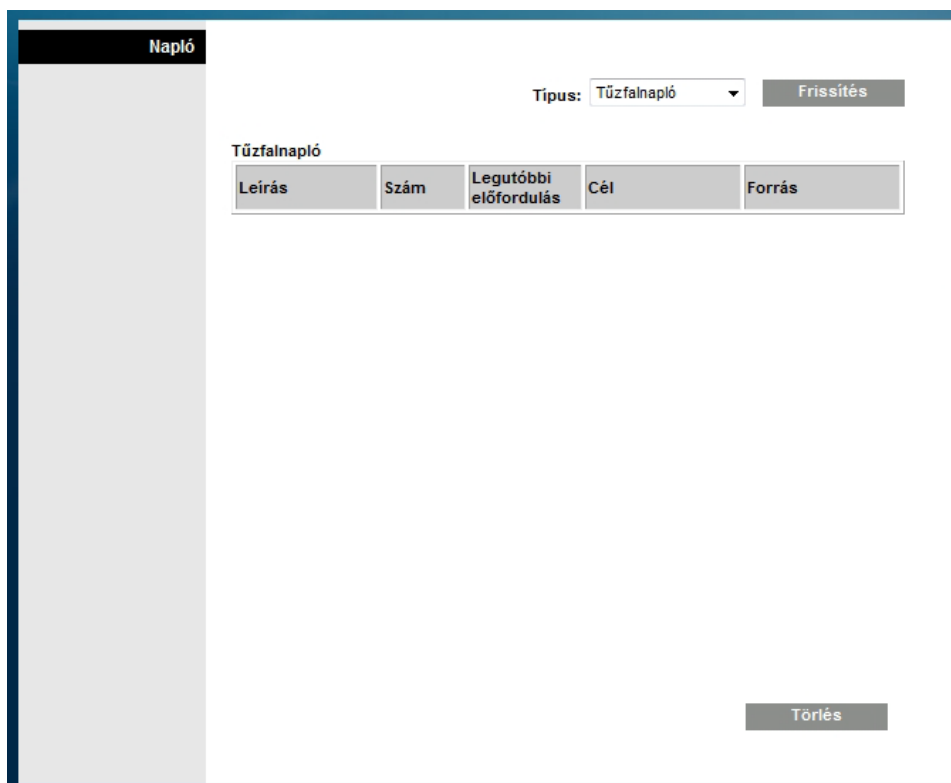 Napló
Típus: Tűzfalnapló Frissítés
Tűzfalnapló
Leírás Szám Legutóbbi előfordulás Cél Forrás
Törlés